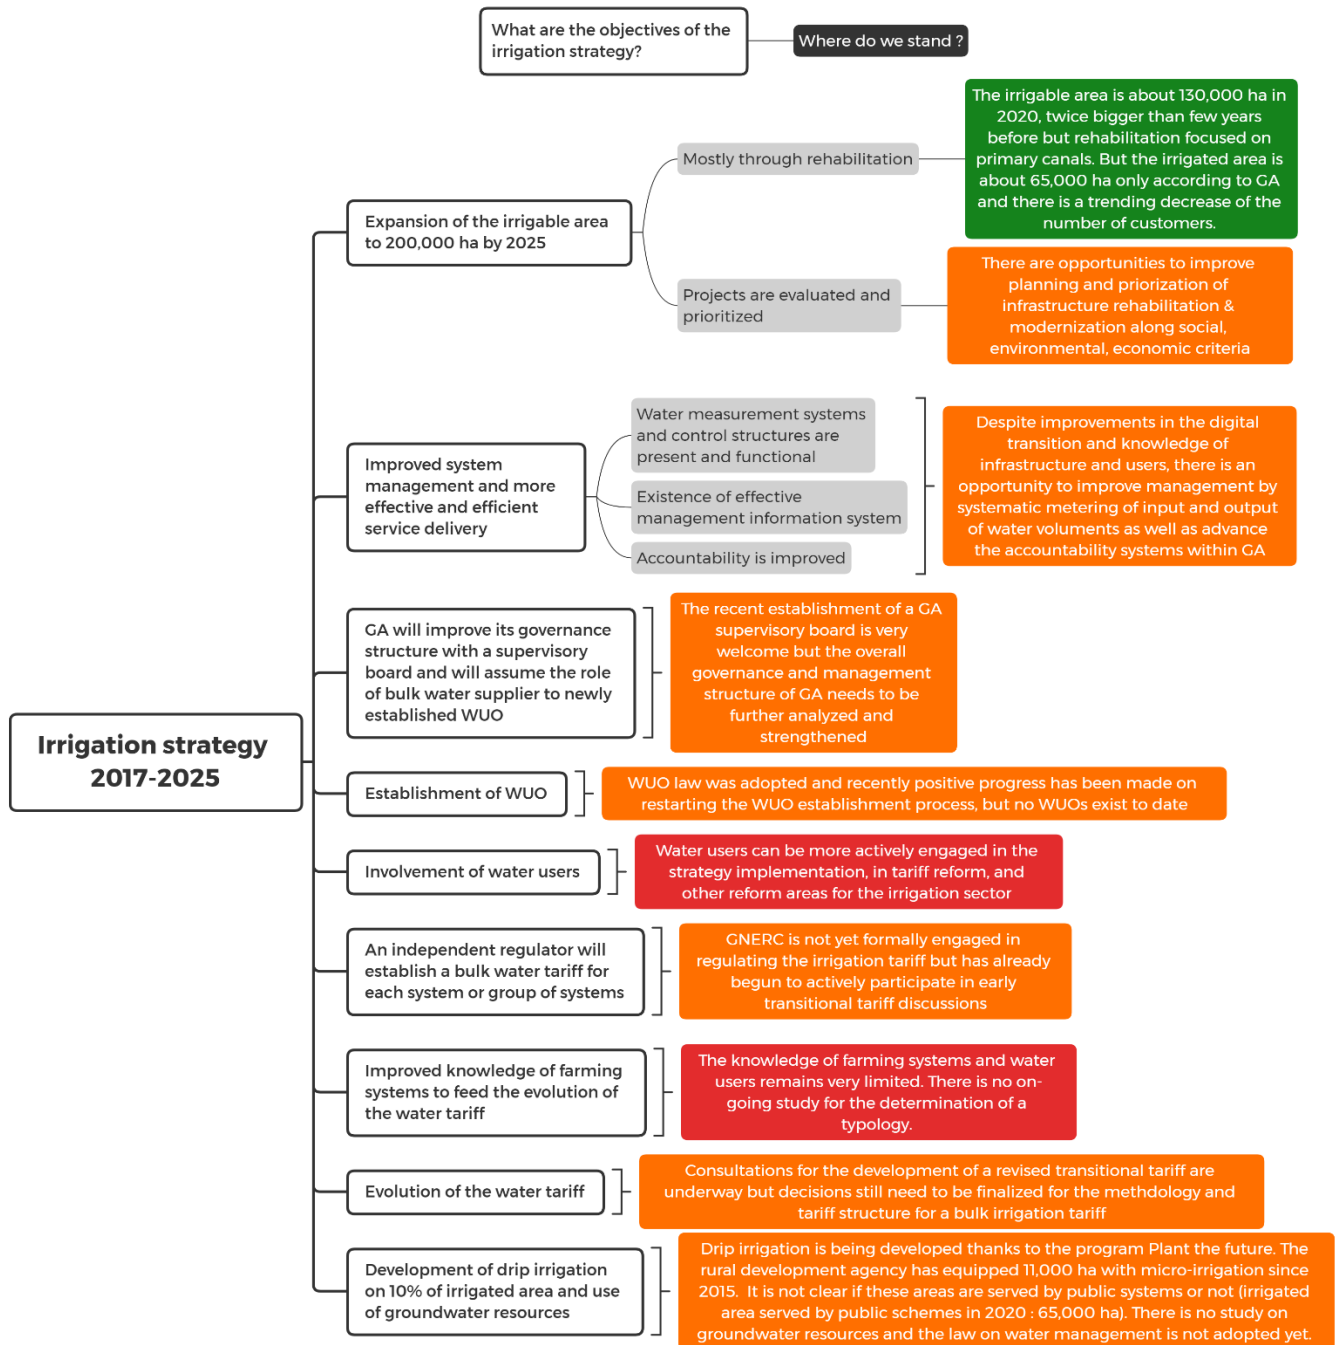 What are the objectives of the
irrigation strategy?
Where do we stand ?
Irrigation strategy
2017-2025
Expansion of the irrigable area
to 200,000 ha by 2025
Mostly through rehabilitation
The irrigable area is about 130,000 ha in
2020, twice bigger than few years
before but rehabilitation focused on
primary canals. But the irrigated area is
about 65,000 ha only according to GA
and there is a trending decrease of the
number of customers.
Projects are evaluated and
prioritized
There are opportunities to improve
planning and priorization of
infrastructure rehabilitation &
modernization along social,
environmental, economic criteria
Improved system
management and more
effective and efficient
service delivery
Water measurement systems
and control structures are
present and functional
Existence of effective
management information system
Accountability is improved
Despite improvements in the digital
transition and knowledge of
infrastructure and users, there is an
opportunity to improve management by
systematic metering of input and output
of water voluments as well as advance
the accountability systems within GA
GA will improve its governance
structure with a supervisory
board and will assume the role
of bulk water supplier to newly
established WUO
The recent establishment of a GA
supervisory board is very
welcome but the overall
governance and management
structure of GA needs to be
further analyzed and
strengthened
Establishment of WUO
WUO law was adopted and recently positive progress has been made on
restarting the WUO establishment process, but no WUOs exist to date
Involvement of water users
Water users can be more actively engaged in the
strategy implementation, in tariff reform, and
other reform areas for the irrigation sector
An independent regulator will
establish a bulk water tariff for
each system or group of systems
GNERC is not yet formally engaged in
regulating the irrigation tariff but has already
begun to actively participate in early
transitional tariff discussions
Improved knowledge of farming
systems to feed the evolution of
the water tariff
The knowledge of farming systems and water
users remains very limited. There is no on-
going study for the determination of a
typology.
Evolution of the water tariff
Consultations for the development of a revised transitional tariff are
underway but decisions still need to be finalized for the methdology and
tariff structure for a bulk irrigation tariff
Development of drip irrigation
on 10% of irrigated area and use
of groundwater resources
Drip irrigation is being developed thanks to the program Plant the future. The
rural development agency has equipped 11,000 ha with micro-irrigation since
2015. It is not clear if these areas are served by public systems or not (irrigated
area served by public schemes in 2020 : 65,000 ha). There is no study on
groundwater resources and the law on water management is not adopted yet.